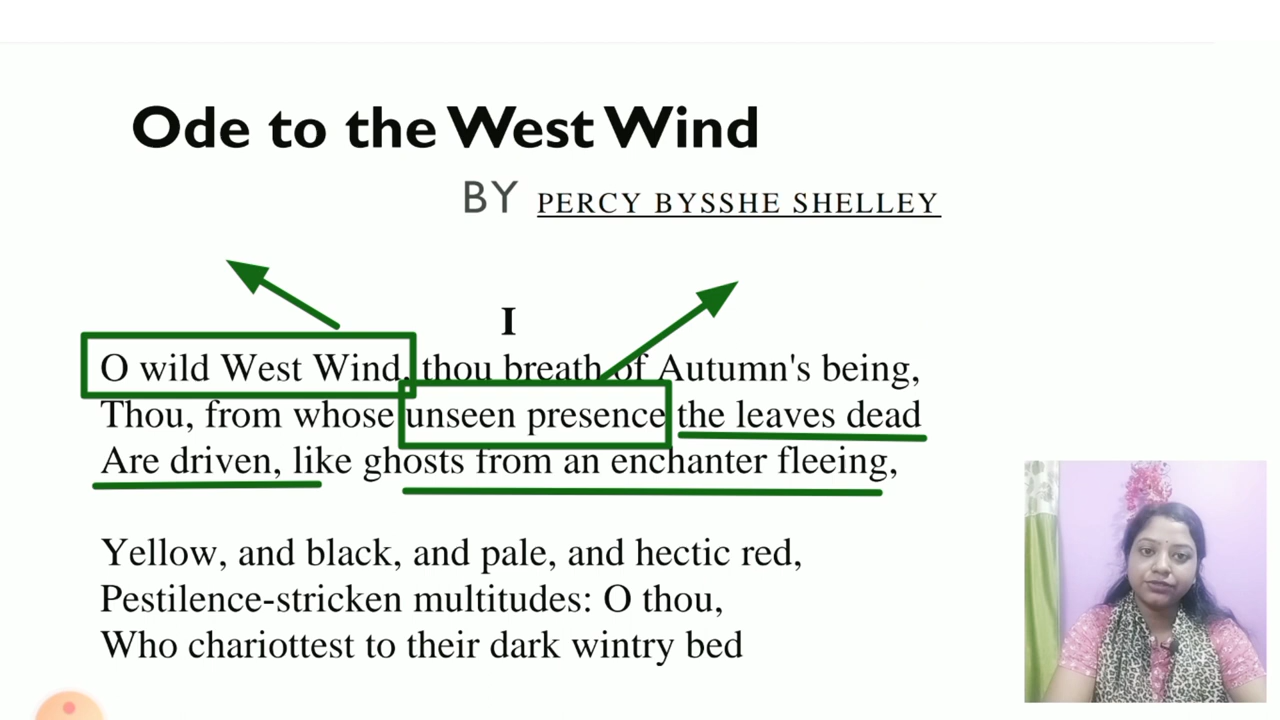 Ode to the West Wind
BY PERCY BYSSHE SHELLEY
I
O wild West Wind, thou breath of Autumn's being,
Thou, from whose unseen presence the leaves dead
Are driven, like ghosts from an enchanter fleeing,
Yellow, and black, and pale, and hectic red,
Pestilence-stricken multitudes: O thou,
Who chariottest to their dark wintry bed